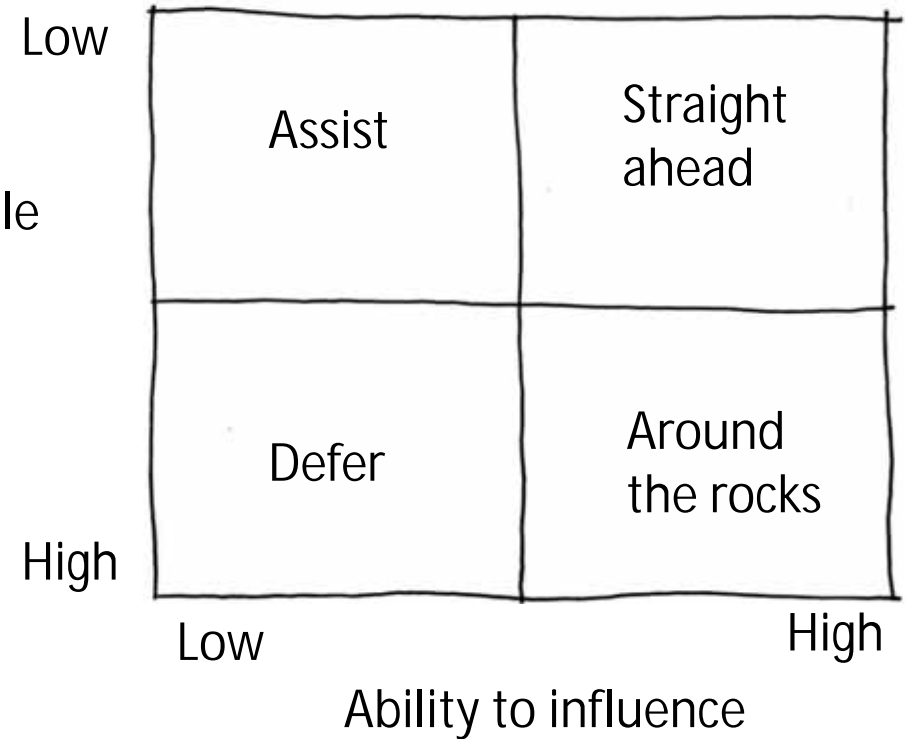 Low
Assist
Straight
ahead
le
Defer
Around
the rocks
High
Low
High
Ability to influence